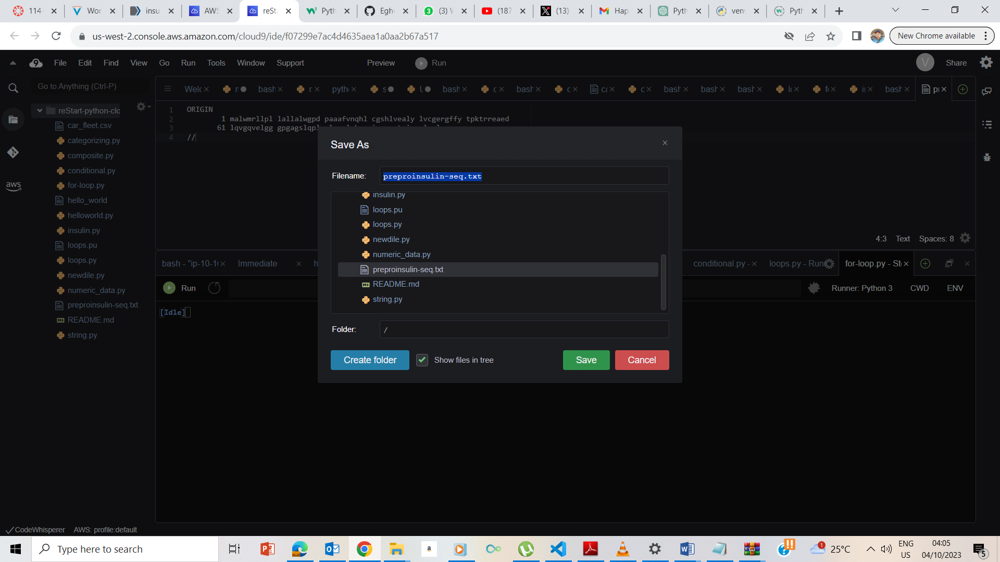 114-
Wor
insu
AWS
reSt
Pyth
Eghe
(3) V
(187
(13)
Hap
Pyth
ven
Pyth
us-west-2.console.aws.amazon.com/cloud9/ide/f07299e7ac4d4635aea1a0aa2b67a517
New Chrome available
File Edit Find View Go Run Tools Window Support Preview Run
V Share
Go to Anything (Ctrl-P)
Welc
bash
pyth
bash
bash
ca
bash
bash
bash
bash
reStart-python-clo
car_fleet.csv
categorizing.py
composite.py
conditional.py
for-loop.py
hello_world
helloworld.py
insulin.py
loops.pu
loops.py
newdile.py
numeric_data.py
preproinsulin-seq.txt
README.md
string.py
1 ORIGIN
2 1 malwmrllpl lallalwgpd paaafvnqhl cgshlvealy lvcgergffy tpktrreaed
3 61 lqvgqvelgg gpgagslqpl
4 //
4:3 Text Spaces: 8
Save As
Filename: preproinsulin-seq.txt
insulin.py
loops.pu
loops.py
newdile.py
numeric_data.py
preproinsulin-seq.txt
README.md
string.py
Folder: /
Create folder Show files in tree Save Cancel
bash - "ip-10-1
Immediate
h
conditional.py -
loops.py - Run
for-loop.py - St
Run
Runner: Python 3 CWD ENV
[Idle]
CodeWhisperer AWS: profile:default
Type here to search
a
1
25°C
ENG
US
04:05
04/10/2023
5